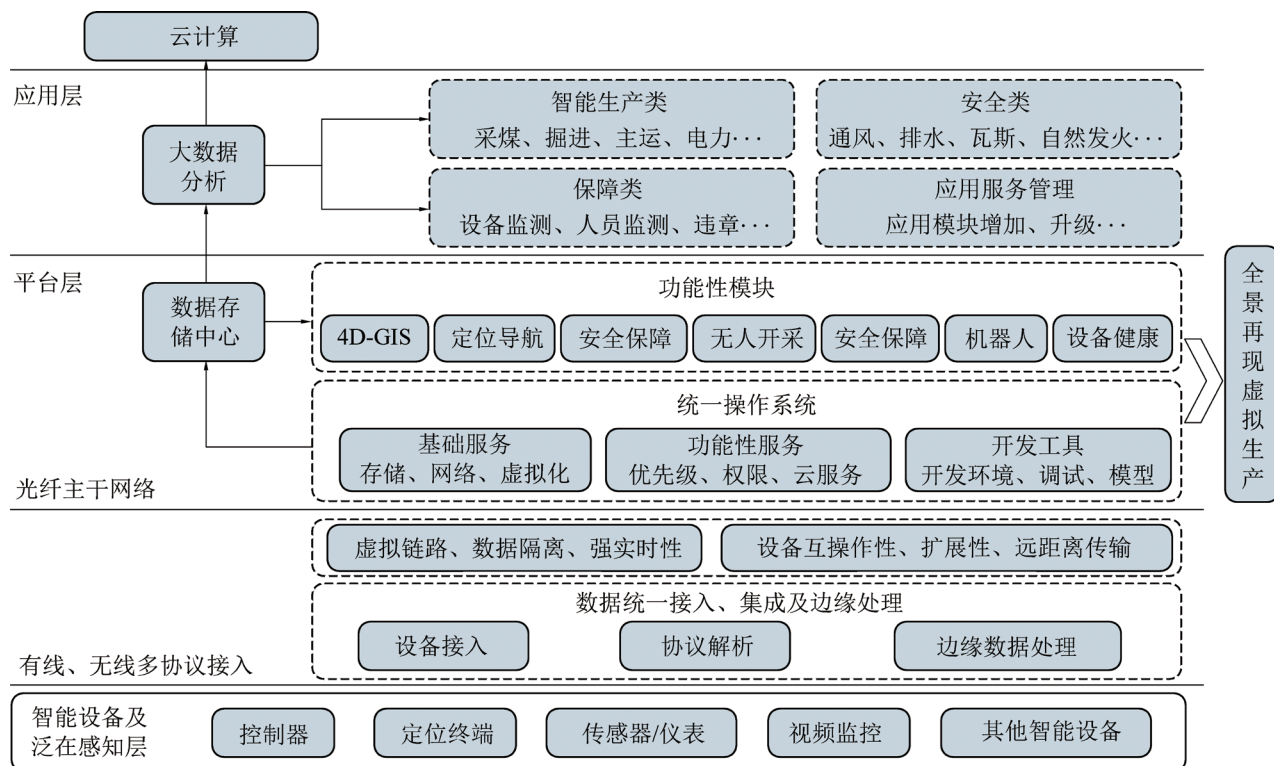 云计算
应用层
大数据
分析
智能生产类
采煤、掘进、主运、电力···
安全类
通风、排水、瓦斯、自然发火···
保障类
设备监测、人员监测、违章···
应用服务管理
应用模块增加、升级···
平台层
数据存
储中心
功能性模块
4D-GIS
定位导航
安全保障
无人开采
安全保障
机器人
设备健康
统一操作系统
基础服务
存储、网络、虚拟化
功能性服务
优先级、权限、云服务
开发工具
开发环境、调试、模型
全景再现虚拟生产
光纤主干网络
虚拟链路、数据隔离、强实时性
设备互操作性、扩展性、远距离传输
数据统一接入、集成及边缘处理
设备接入
协议解析
边缘数据处理
有线、无线多协议接入
智能设备及
泛在感知层
控制器
定位终端
传感器/仪表
视频监控
其他智能设备